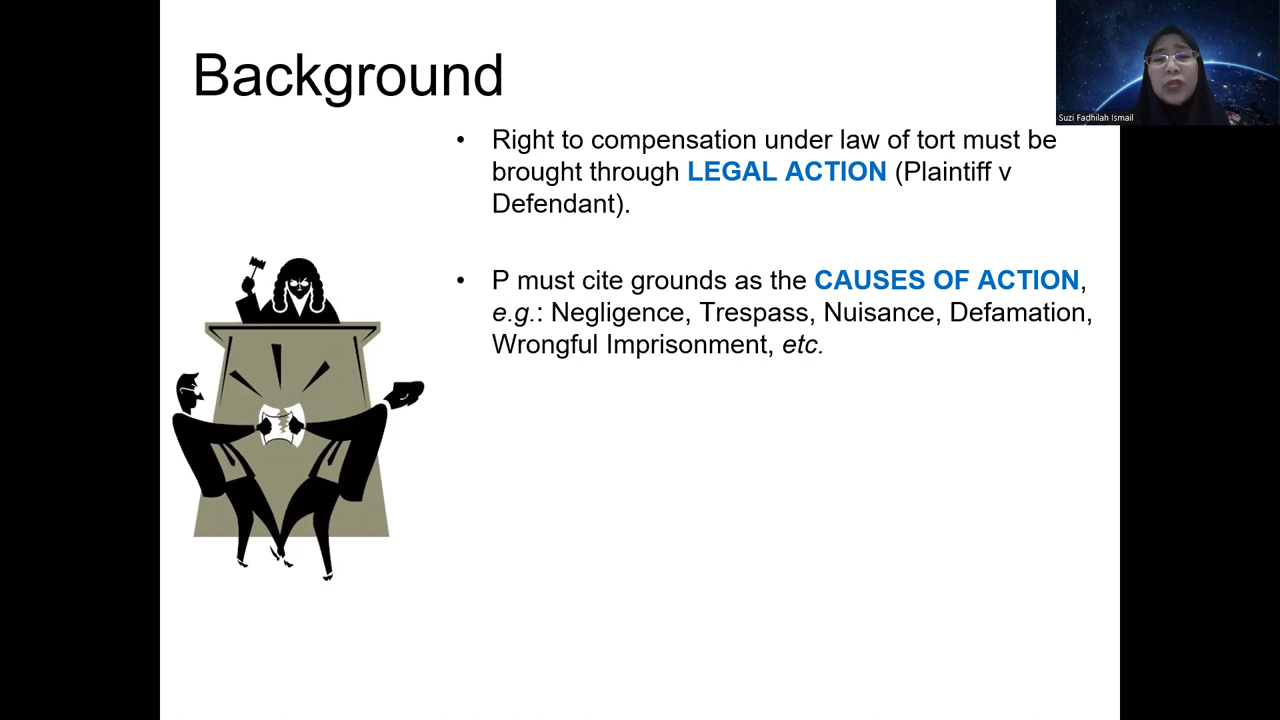 Background
• Right to compensation under law of tort must be
brought through LEGAL ACTION (Plaintiff v
Defendant).
• P must cite grounds as the CAUSES OF ACTION,
e.g.: Negligence, Trespass, Nuisance, Defamation,
Wrongful Imprisonment, etc.
Suzi Fadhilah Ismail